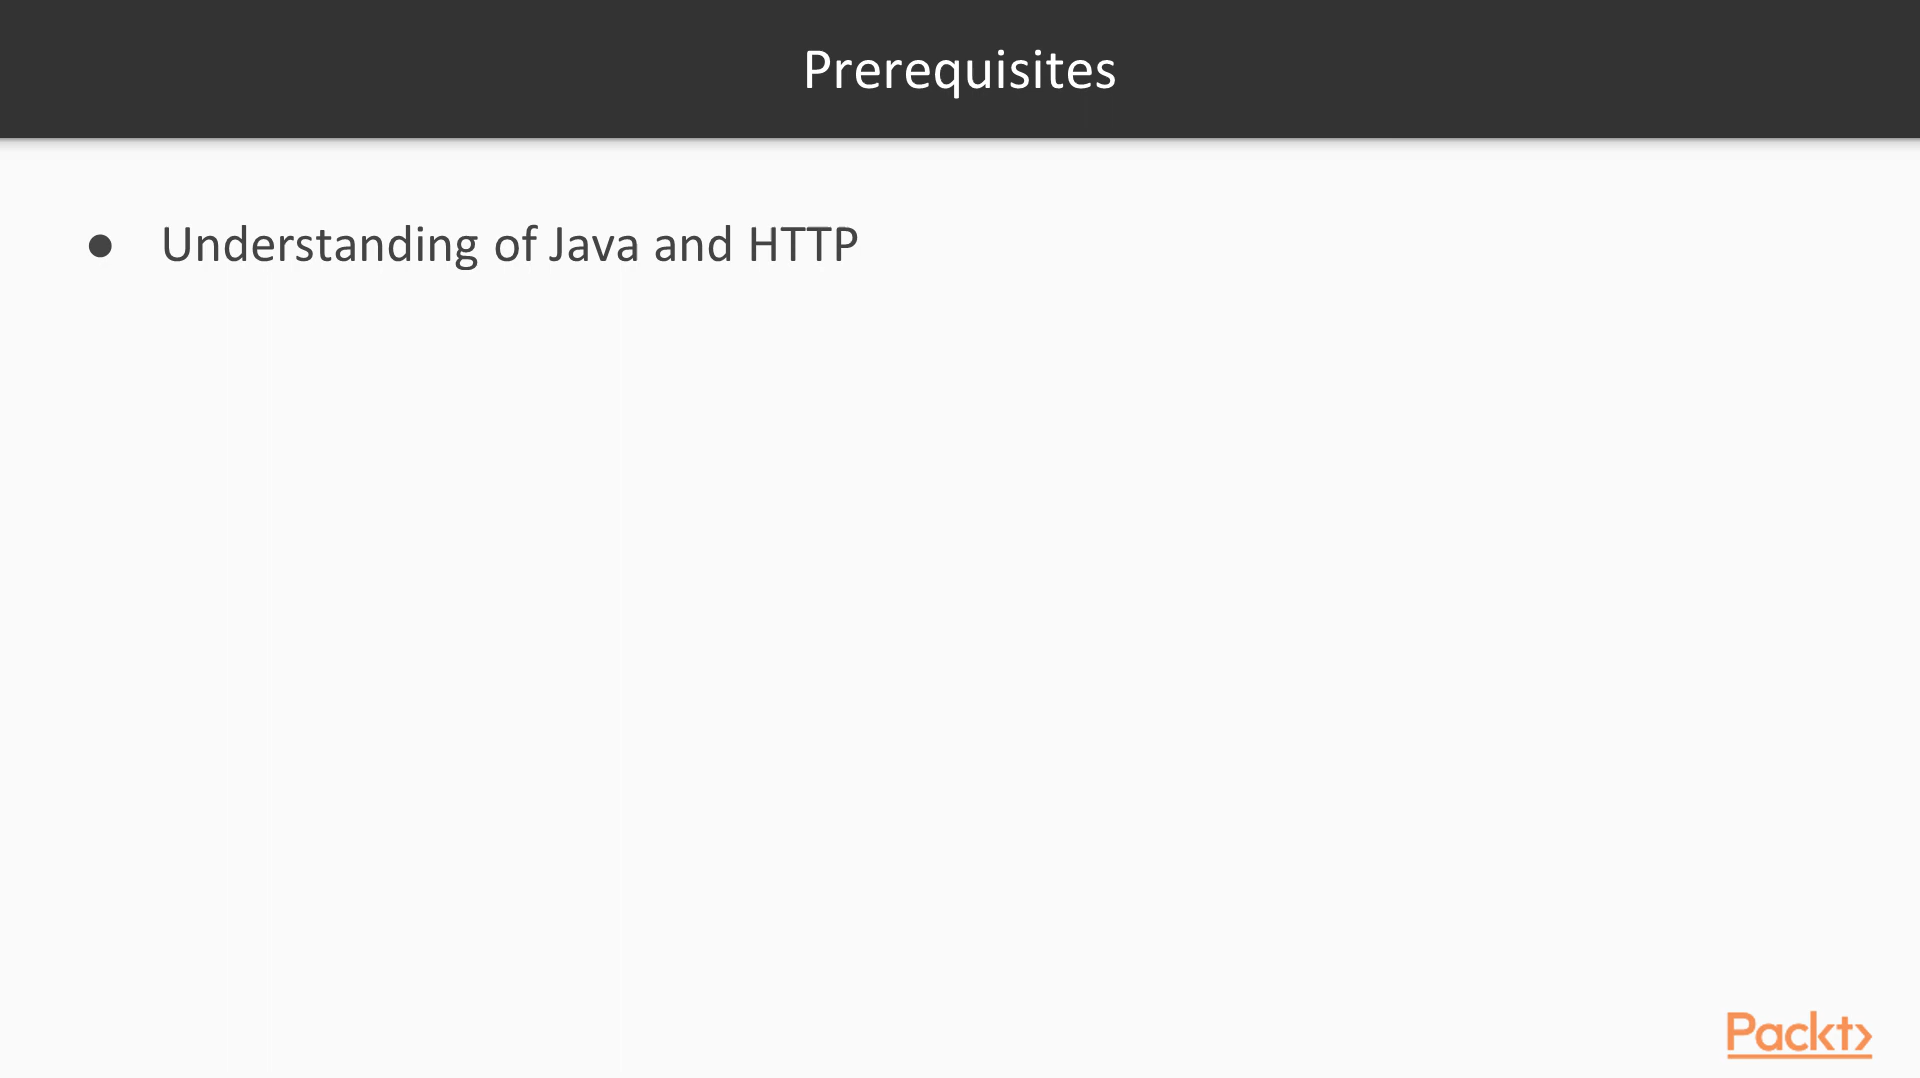 Prerequisites
● Understanding of Java and HTTP
Packt>